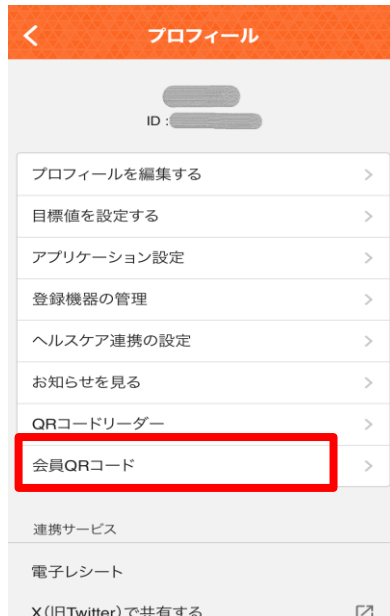 プロフィール
ID :
プロフィールを編集する
目標値を設定する
アプリケーション設定
登録機器の管理
ヘルスケア連携の設定
お知らせを見る
QRコードリーダー
会員QRコード
連携サービス
電子レシート
X(旧Twitter)で共有する